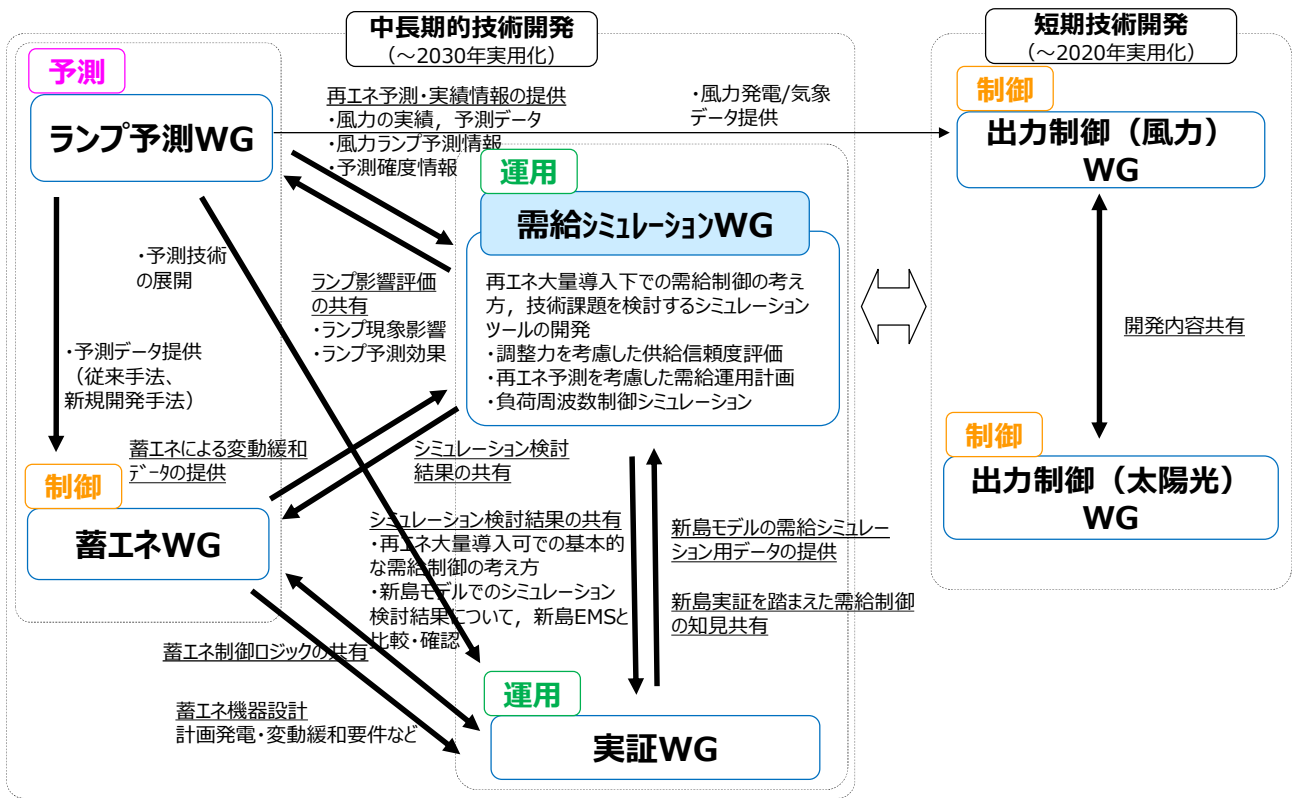 中長期的技術開発
（～2030年実用化）
短期技術開発
（～2020年実用化）
予測
ランプ予測WG
再エネ予測・実績情報の提供
・風力の実績，予測データ
・風力ランプ予測情報
・予測確度情報
・風力発電/気象
データ提供
制御
出力制御（風力）
WG
運用
需給シミュレーションWG
再エネ大量導入下での需給制御の考え
方，技術課題を検討するシミュレーション
ツールの開発
・調整力を考慮した供給信頼度評価
・再エネ予測を考慮した需給運用計画
・負荷周波数制御シミュレーション
・予測技術
の展開
ランプ影響評価
の共有
・ランプ現象影響
・ランプ予測効果
開発内容共有
・予測データ提供
（従来手法、
新規開発手法）
蓄エネによる変動緩和
データの提供
シミュレーション検討
結果の共有
制御
出力制御（太陽光）
WG
制御
蓄エネWG
シミュレーション検討結果の共有
・再エネ大量導入可での基本的
な需給制御の考え方
・新島モデルでのシミュレーション
検討結果について，新島EMSと
比較・確認
新島モデルの需給シミュレー
ション用データの提供
新島実証を踏まえた需給制御
の知見共有
蓄エネ制御ロジックの共有
蓄エネ機器設計
計画発電・変動緩和要件など
運用
実証WG